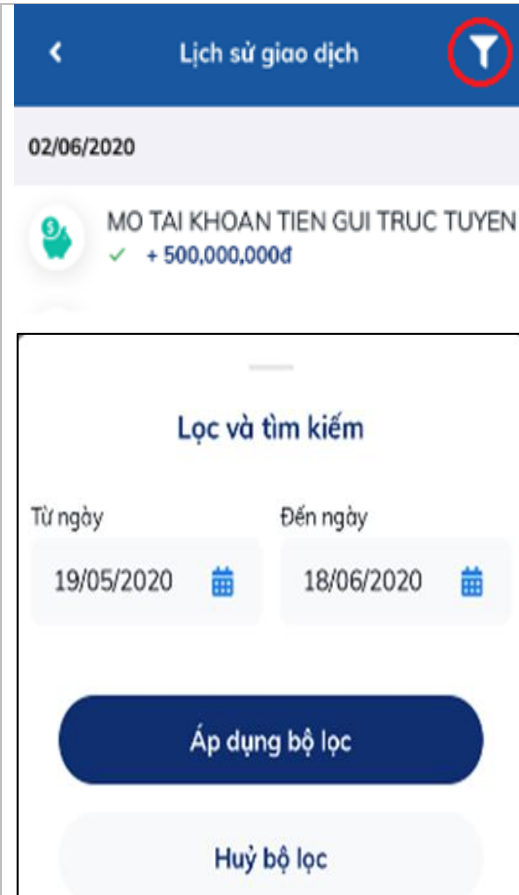 Lịch sử giao dịch
02/06/2020
MO TAI KHOAN TIEN GUI TRUC TUYEN
+ 500,000,000đ
Lọc và tìm kiếm
Từ ngày Đến ngày
19/05/2020 18/06/2020
Áp dụng bộ lọc
Huỷ bộ lọc